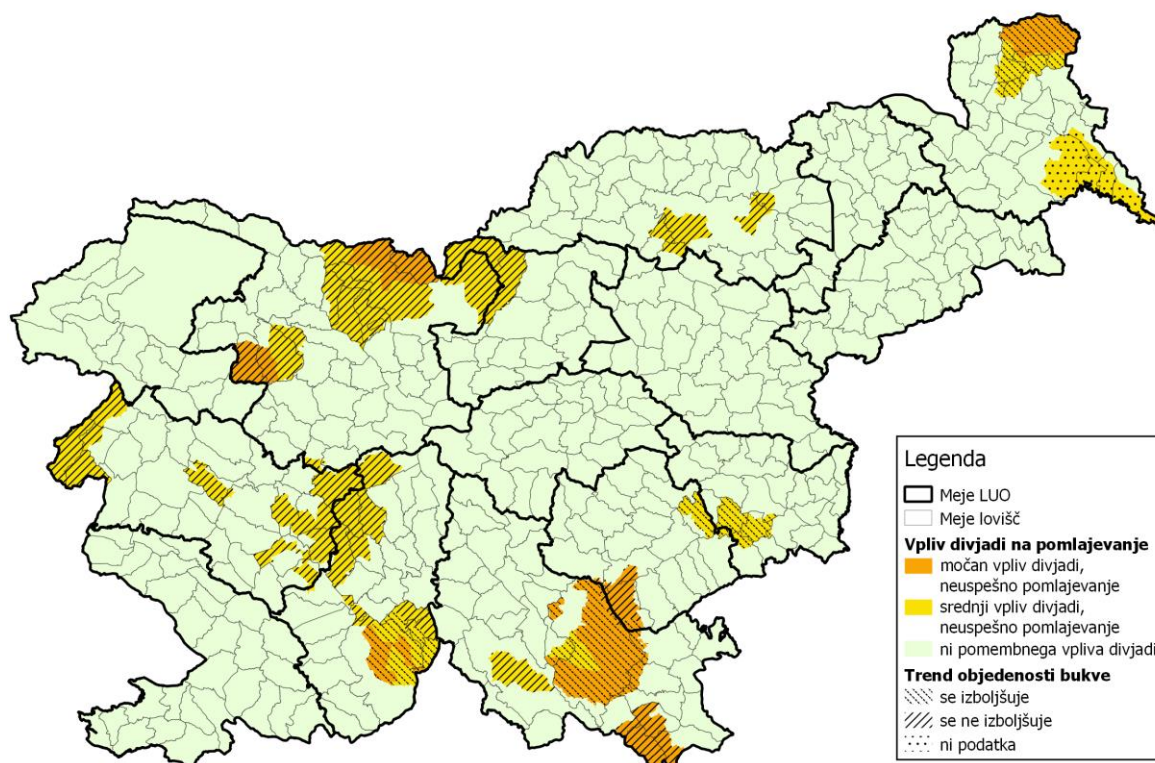 Legenda
Meje LUO
Meje lovišč
Vpliv divjadi na pomlajevanje
močan vpliv divjadi,
neuspešno pomlajevanje
srednji vpliv divjadi,
neuspešno pomlajevanje
ni pomembnega vpliva divjadi
Trend objedenosti bukve
se izboljšuje
se ne izboljšuje
ni podatka